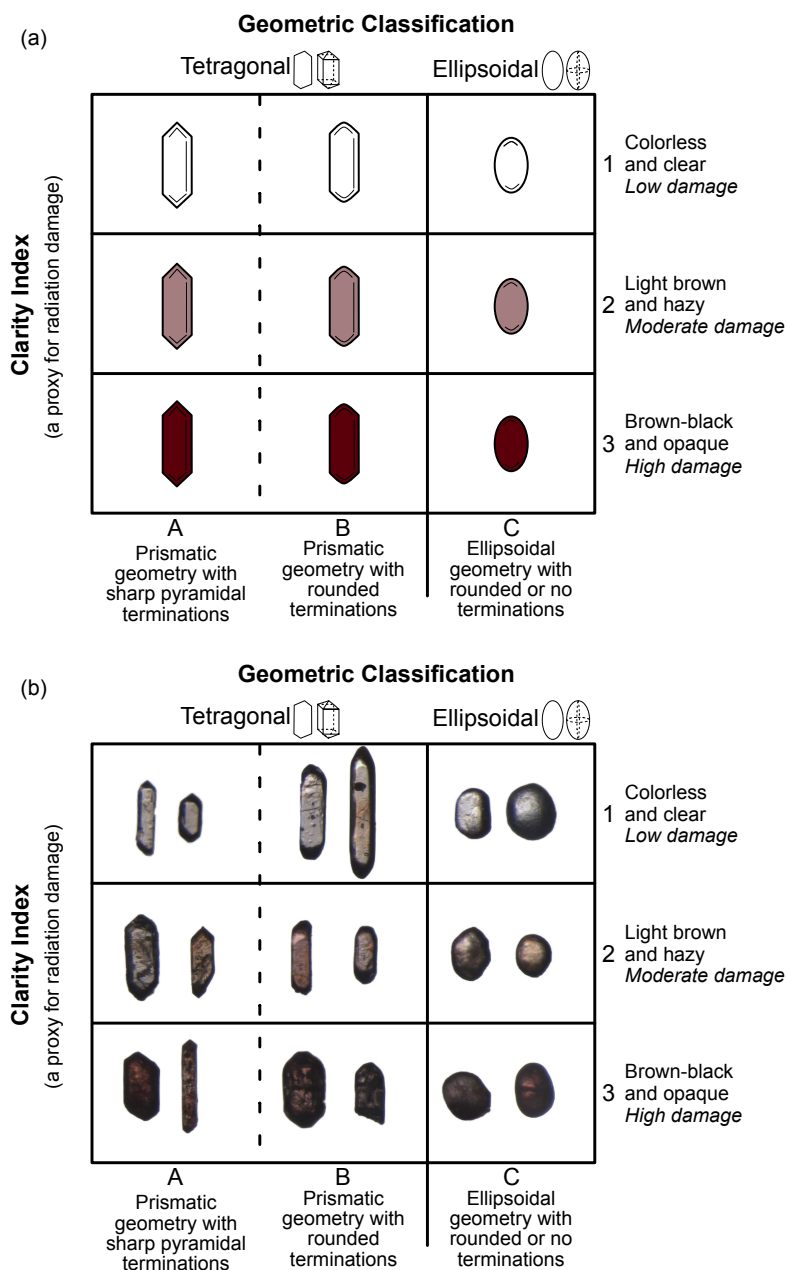 (a)
Geometric Classification
Tetragonal
Ellipsoidal
Clarity Index
(a proxy for radiation damage)
1
Colorless
and clear
Low damage
2
Light brown
and hazy
Moderate damage
3
Brown-black
and opaque
High damage
A
Prismatic
geometry with
sharp pyramidal
terminations
B
Prismatic
geometry with
rounded
terminations
C
Ellipsoidal
geometry with
rounded or no
terminations
(b)
Geometric Classification
Tetragonal
Ellipsoidal
Clarity Index
(a proxy for radiation damage)
1
Colorless
and clear
Low damage
2
Light brown
and hazy
Moderate damage
3
Brown-black
and opaque
High damage
A
Prismatic
geometry with
sharp pyramidal
terminations
B
Prismatic
geometry with
rounded
terminations
C
Ellipsoidal
geometry with
rounded or no
terminations